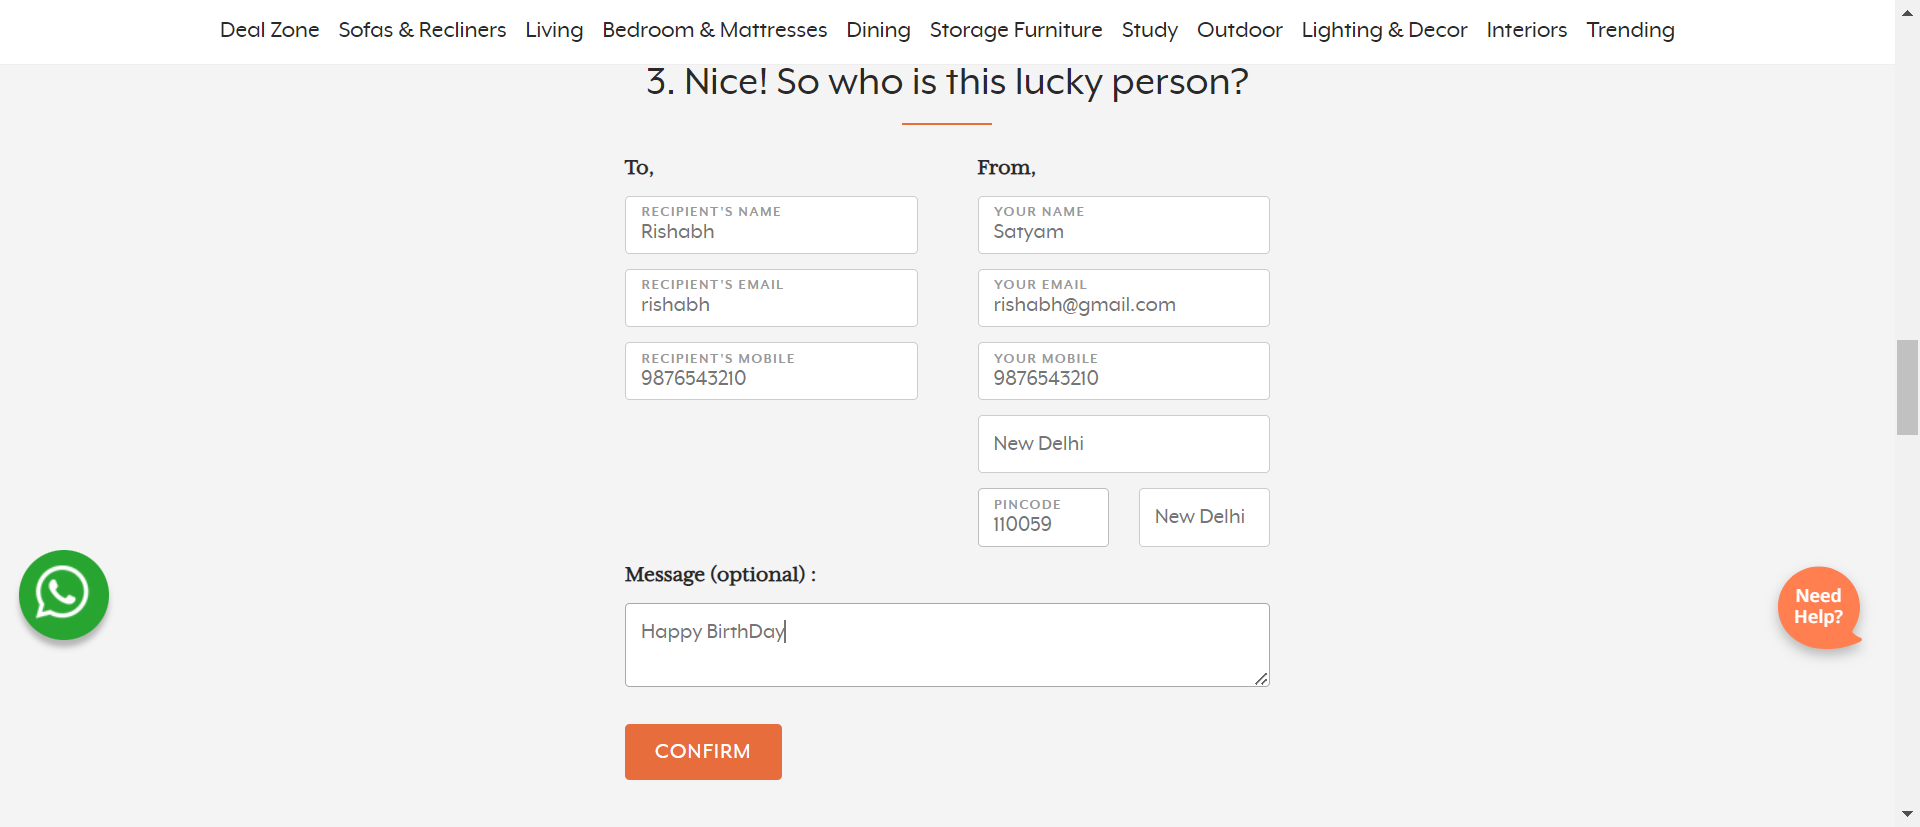 Deal Zone Sofas & Recliners Living Bedroom & Mattresses Dining Storage Furniture Study Outdoor Lighting & Decor Interiors Trending
3. Nice! So who is this lucky person?
To,
RECIPIENT'S NAME
Rishabh
RECIPIENT'S EMAIL
rishabh
RECIPIENT'S MOBILE
9876543210
From,
YOUR NAME
Satyam
YOUR EMAIL
rishabh@gmail.com
YOUR MOBILE
9876543210
New Delhi
PINCODE
110059
New Delhi
Message (optional) :
Happy BirthDay
CONFIRM
Need
Help?